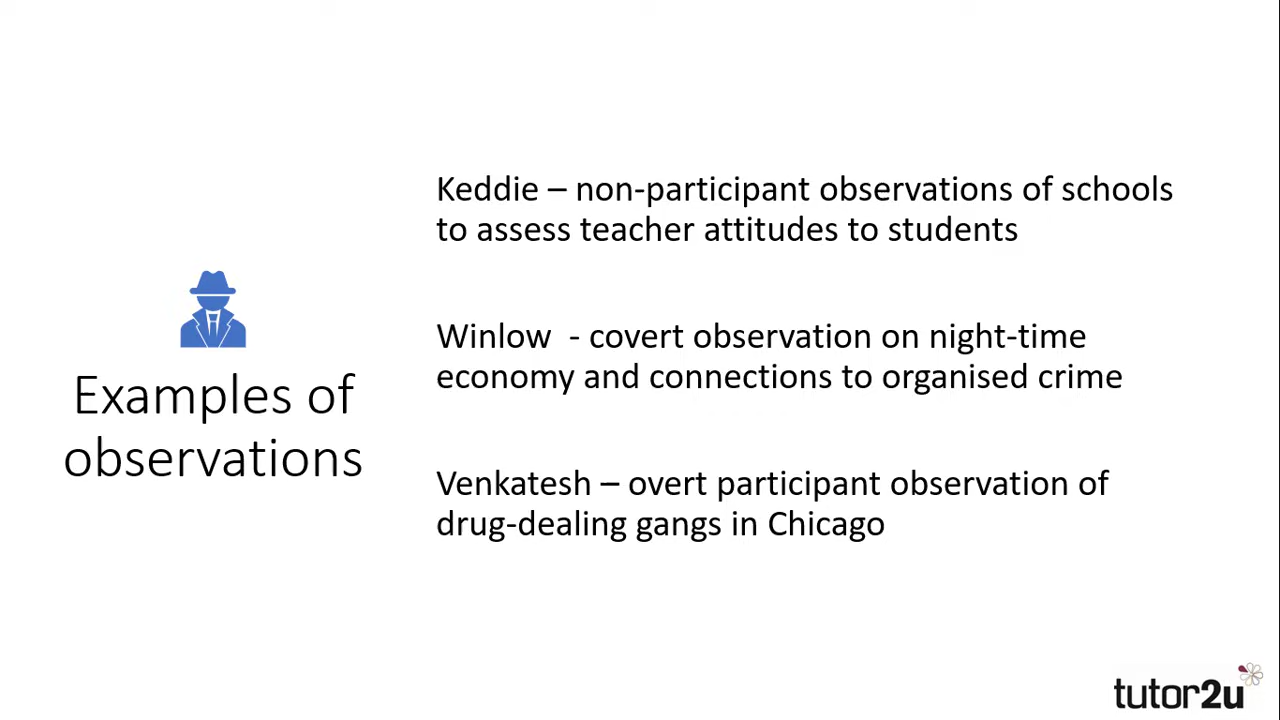 Examples of
observations
Keddie – non-participant observations of schools
to assess teacher attitudes to students
Winlow  - covert observation on night-time
economy and connections to organised crime
Venkatesh – overt participant observation of
drug-dealing gangs in Chicago
tutor2u